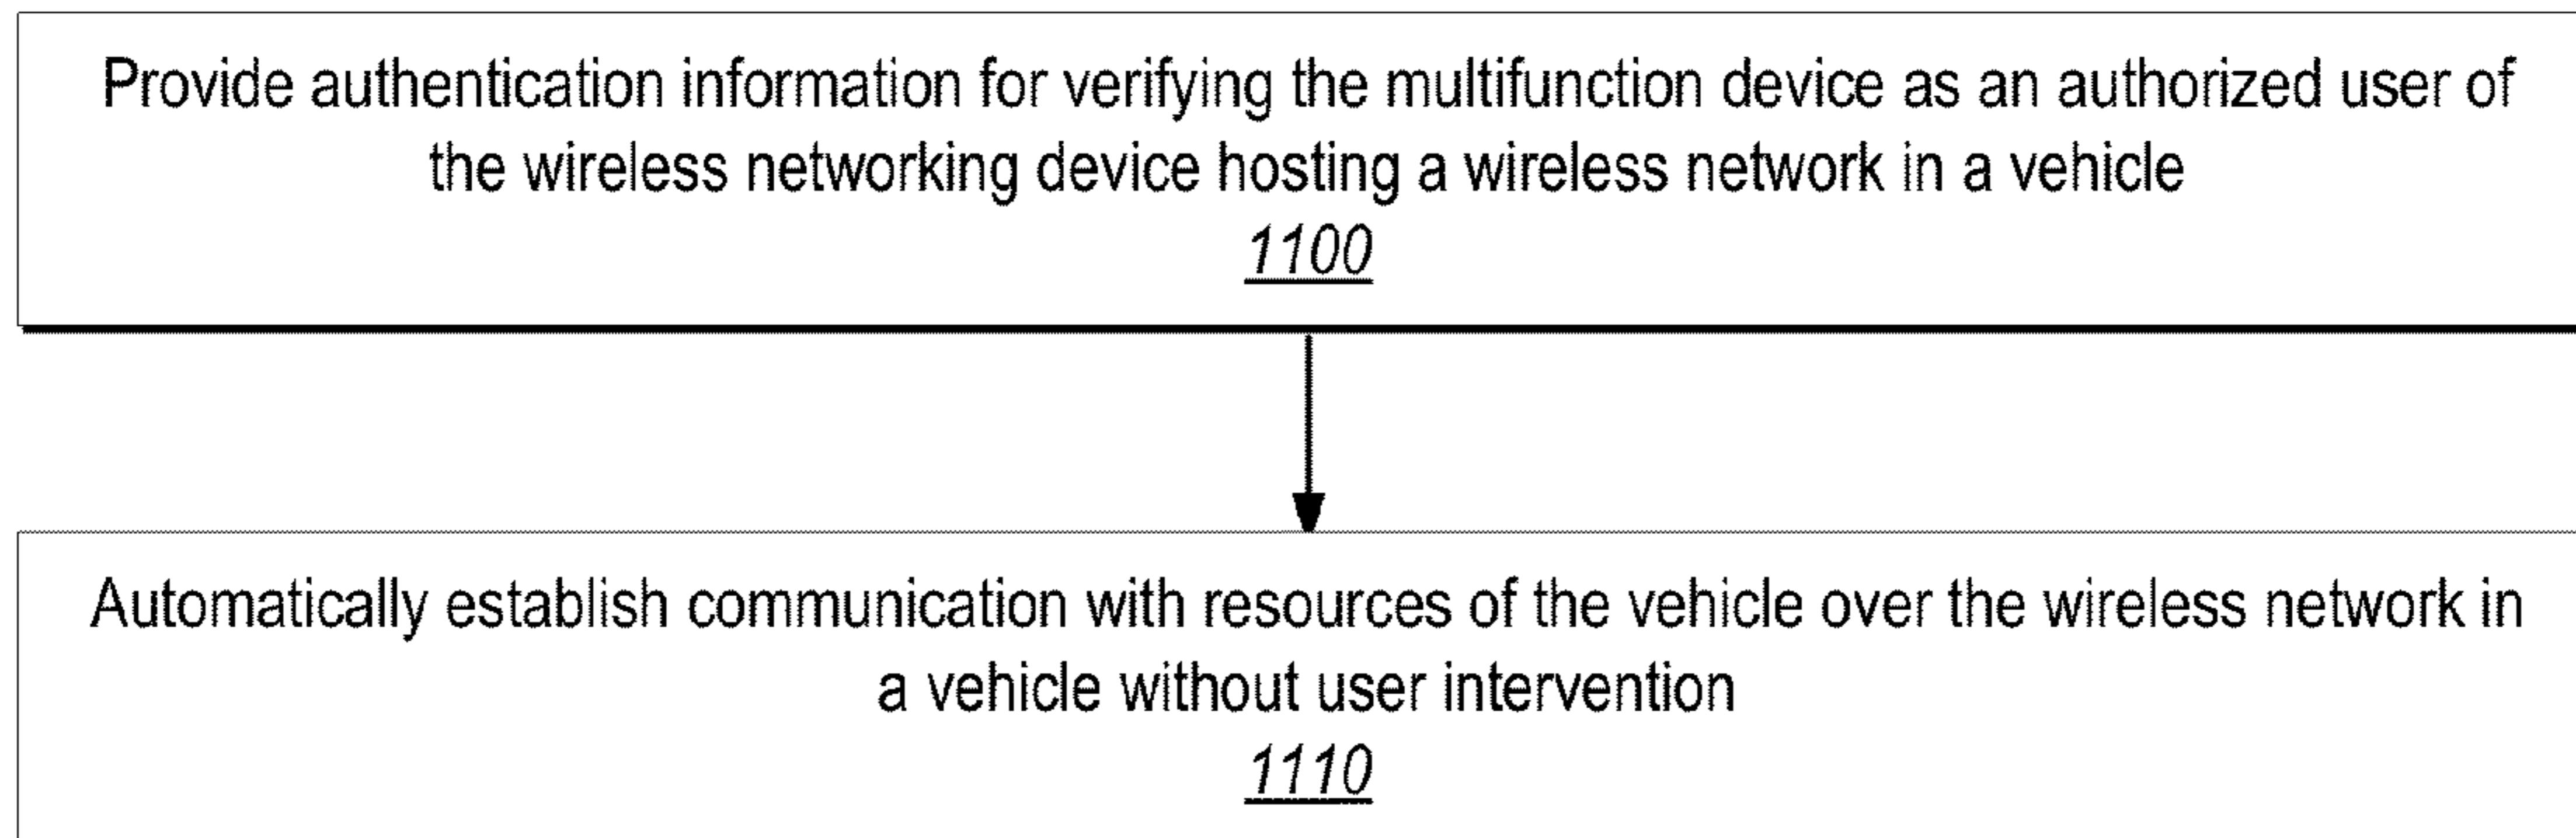 Provide authentication information for verifying the multifunction device as an authorized user of
the wireless networking device hosting a wireless network in a vehicle
1100
Automatically establish communication with resources of the vehicle over the wireless network in
a vehicle without user intervention
1110